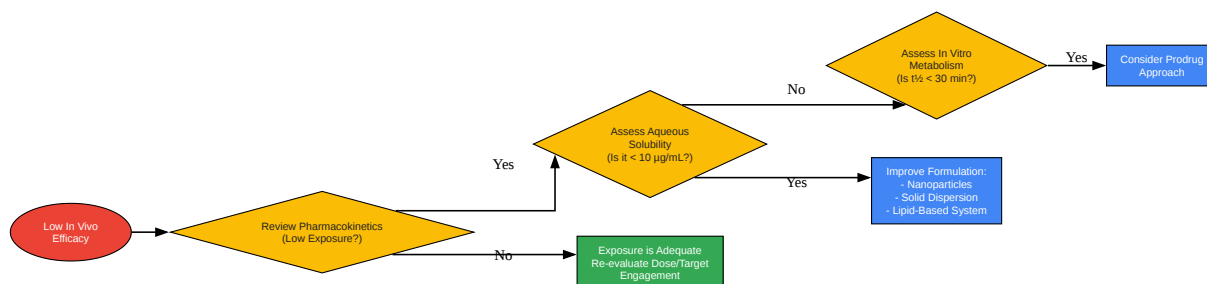 Low In Vivo
Efficacy
Review Pharmacokinetics
(Low Exposure?)
Yes
No
Exposure is Adequate
Re-evaluate Dose/Target
Engagement
Assess Aqueous
Solubility
(Is it < 10 µg/mL?)
No
Yes
Improve Formulation:
- Nanoparticles
- Solid Dispersion
- Lipid-Based System
Assess In Vitro
Metabolism
(Is t½ < 30 min?)
Yes
Consider Prodrug
Approach